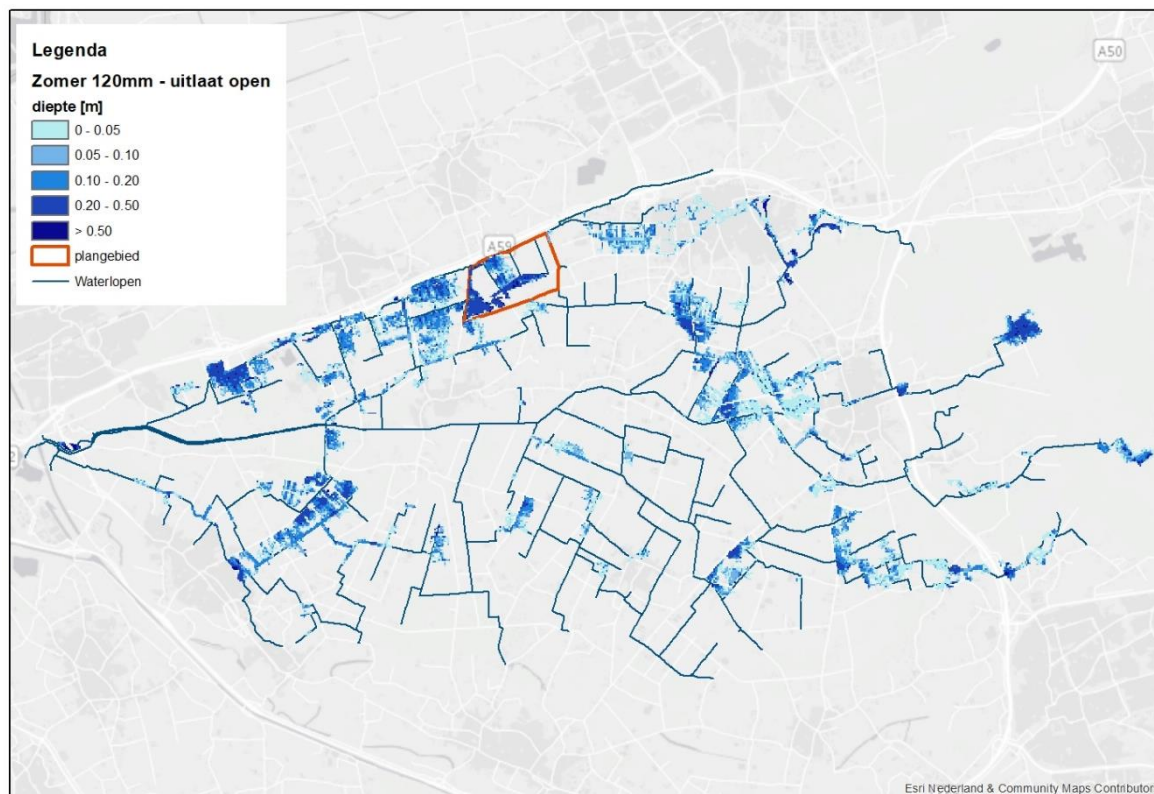 Legenda
Zomer 120mm - uitlaat open
diepte [m]
0 - 0.05
0.05 - 0.10
0.10 - 0.20
0.20 - 0.50
> 0.50
plangebied
Waterlopen
A50
A59
Esri Nederland & Community Maps Contributor